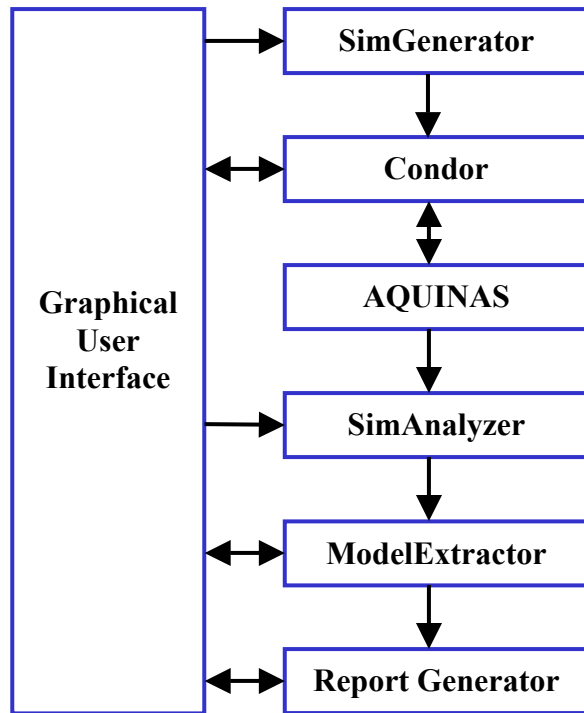 SimGenerator
Condor
AQUINAS
Graphical
User
Interface
SimAnalyzer
ModelExtractor
Report Generator